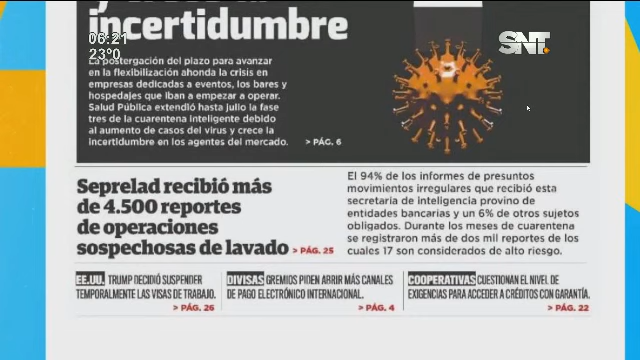 incertidumbre
06:21
23°0
SNT
La postergación del plazo para avanzar
en la flexibilización ahonda la crisis en
empresas dedicadas a eventos, los bares y
hospedajes que iban a empezar a operar.
Salud Pública extendió hasta julio la fase
tres de la cuarentena inteligente debido
al aumento de casos del virus y crece la
incertidumbre en los agentes del mercado. > PÁG. 6
Seprelad recibió más
de 4.500 reportes
de operaciones
sospechosas de lavado > PÁG. 25
El 94% de los informes de presuntos
movimientos irregulares que recibió esta
secretaria de inteligencia provino de
entidades bancarias y un 6% de otros sujetos
obligados. Durante los meses de cuarentena
se registraron más de dos mil reportes de los
cuales 17 son considerados de alto riesgo.
EE.UU. TRUMP DECIDIÓ SUSPENDER
TEMPORALMENTE LAS VISAS DE TRABAJO.
> PÁG. 26
DIVISAS GREMIOS PIDEN ABRIR MÁS CANALES
DE PAGO ELECTRÓNICO INTERNACIONAL.
> PÁG. 4
COOPERATIVAS CUESTIONAN EL NIVEL DE
EXIGENCIAS PARA ACCEDER A CRÉDITOS CON GARANTÍA.
> PÁG. 22